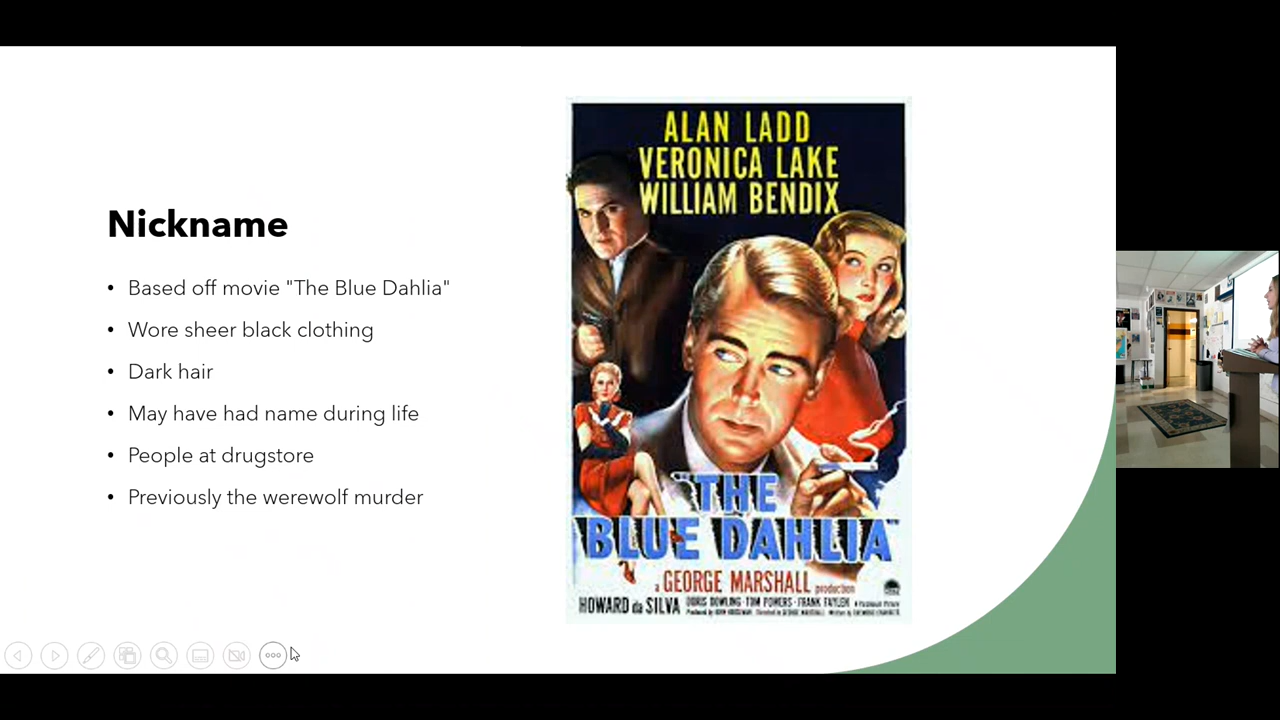 Nickname
• Based off movie "The Blue Dahlia"
• Wore sheer black clothing
• Dark hair
• May have had name during life
• People at drugstore
• Previously the werewolf murder
ALAN LADD
VERONICA LAKE
WILLIAM BENDIX
"THE
BLUE DAHLIA"
a GEORGE MARSHALL production
HOWARD da SILVA
DORIS DOWLING · TOM POWERS · FRANK FAYLEN